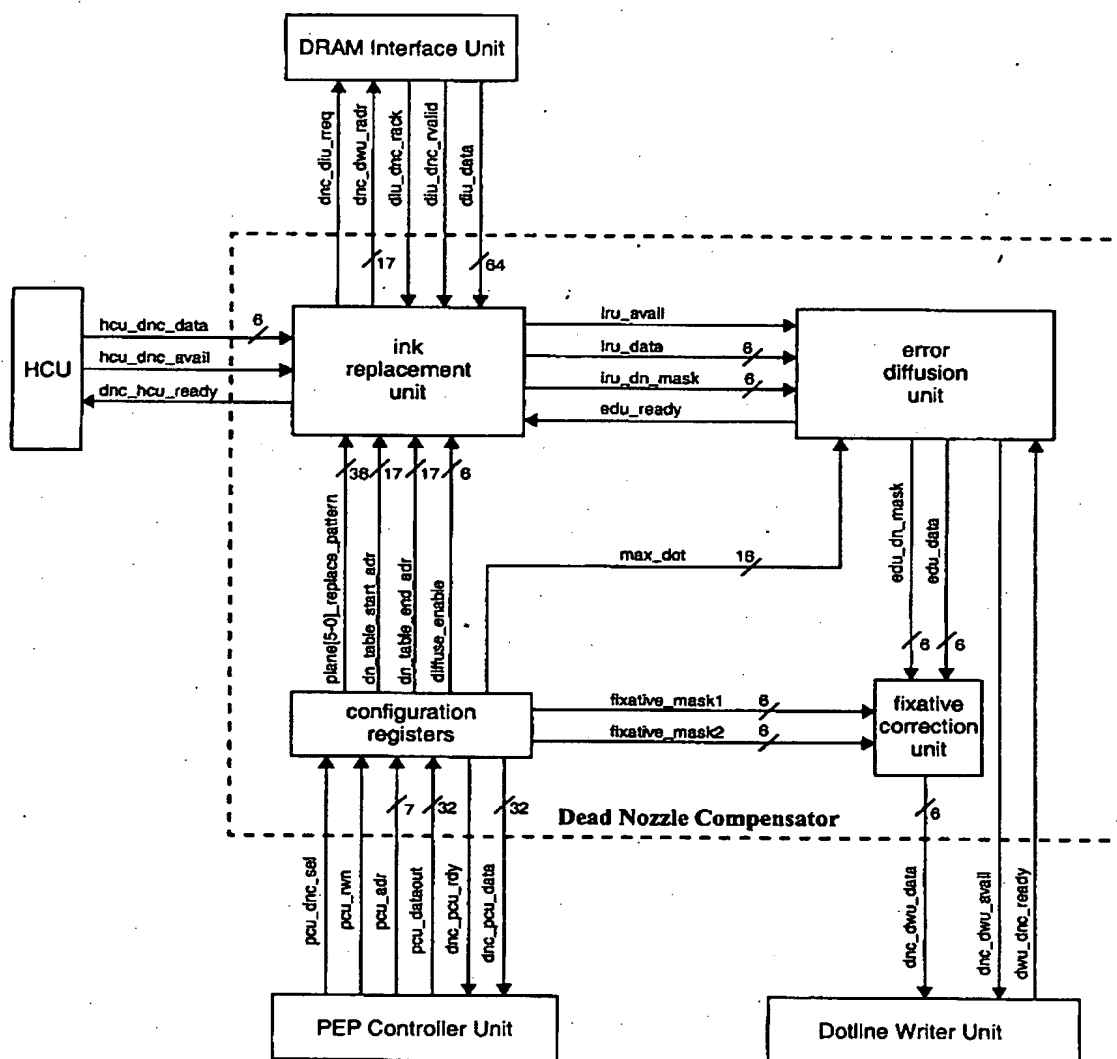 DRAM Interface Unit
dnc_diu_rreq
dnc_dwu_radr
diu_dnc_rack
diu_dnc_rvalid
diu_data
17
64
HCU
hcu_dnc_data
6
hcu_dnc_avail
dnc_hcu_ready
ink
replacement
unit
iru_avail
iru_data
6
iru_dn_mask
6
edu_ready
error
diffusion
unit
36
17
17
6
plane[5-0]_replace_pattern
dn_table_start_adr
dn_table_end_adr
diffuse_enable
max_dot
16
edu_dn_mask
edu_data
6
6
configuration
registers
fixative_mask1
6
fixative_mask2
6
fixative
correction
unit
7
32
32
Dead Nozzle Compensator
6
pcu_dnc_sel
pcu_rwn
pcu_adr
pcu_dataout
dnc_pcu_rdy
dnc_pcu_data
dnc_dwu_data
dnc_dwu_avail
dwu_dnc_ready
PEP Controller Unit
Dotline Writer Unit